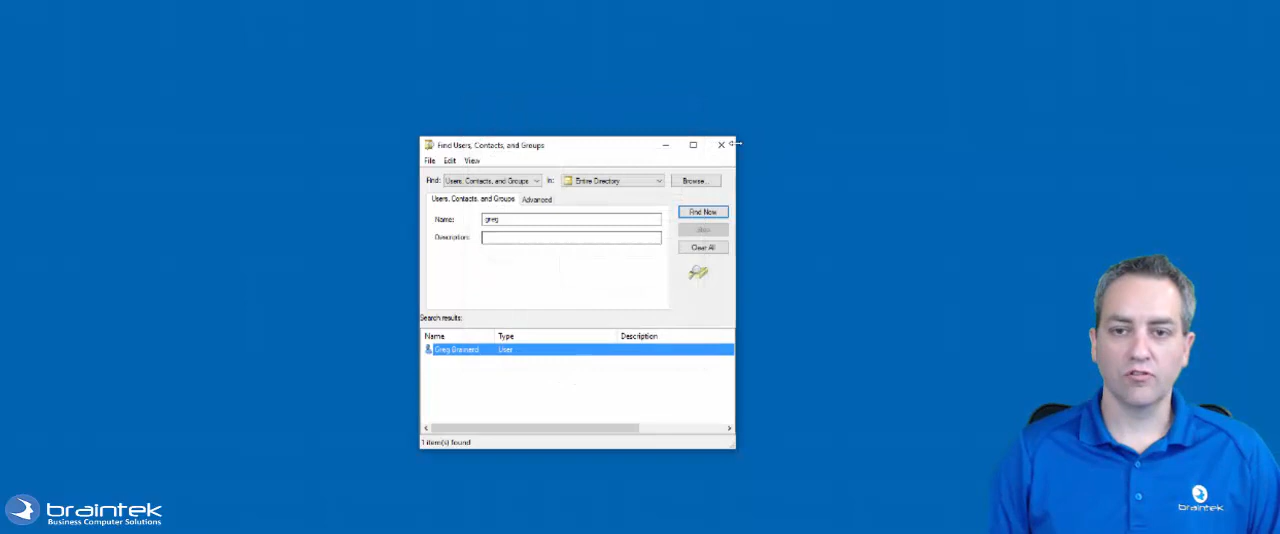 Find Users, Contacts, and Groups
File Edit View
Find: Users, Contacts, and Groups In: Entire Directory Browse...
Users, Contacts, and Groups Advanced
Find Now
Name: greg
Description:
Clear All
Search results:
Name Type Description
Greg Brainerd User
1 item(s) found
braintek
Business Computer Solutions
braintek